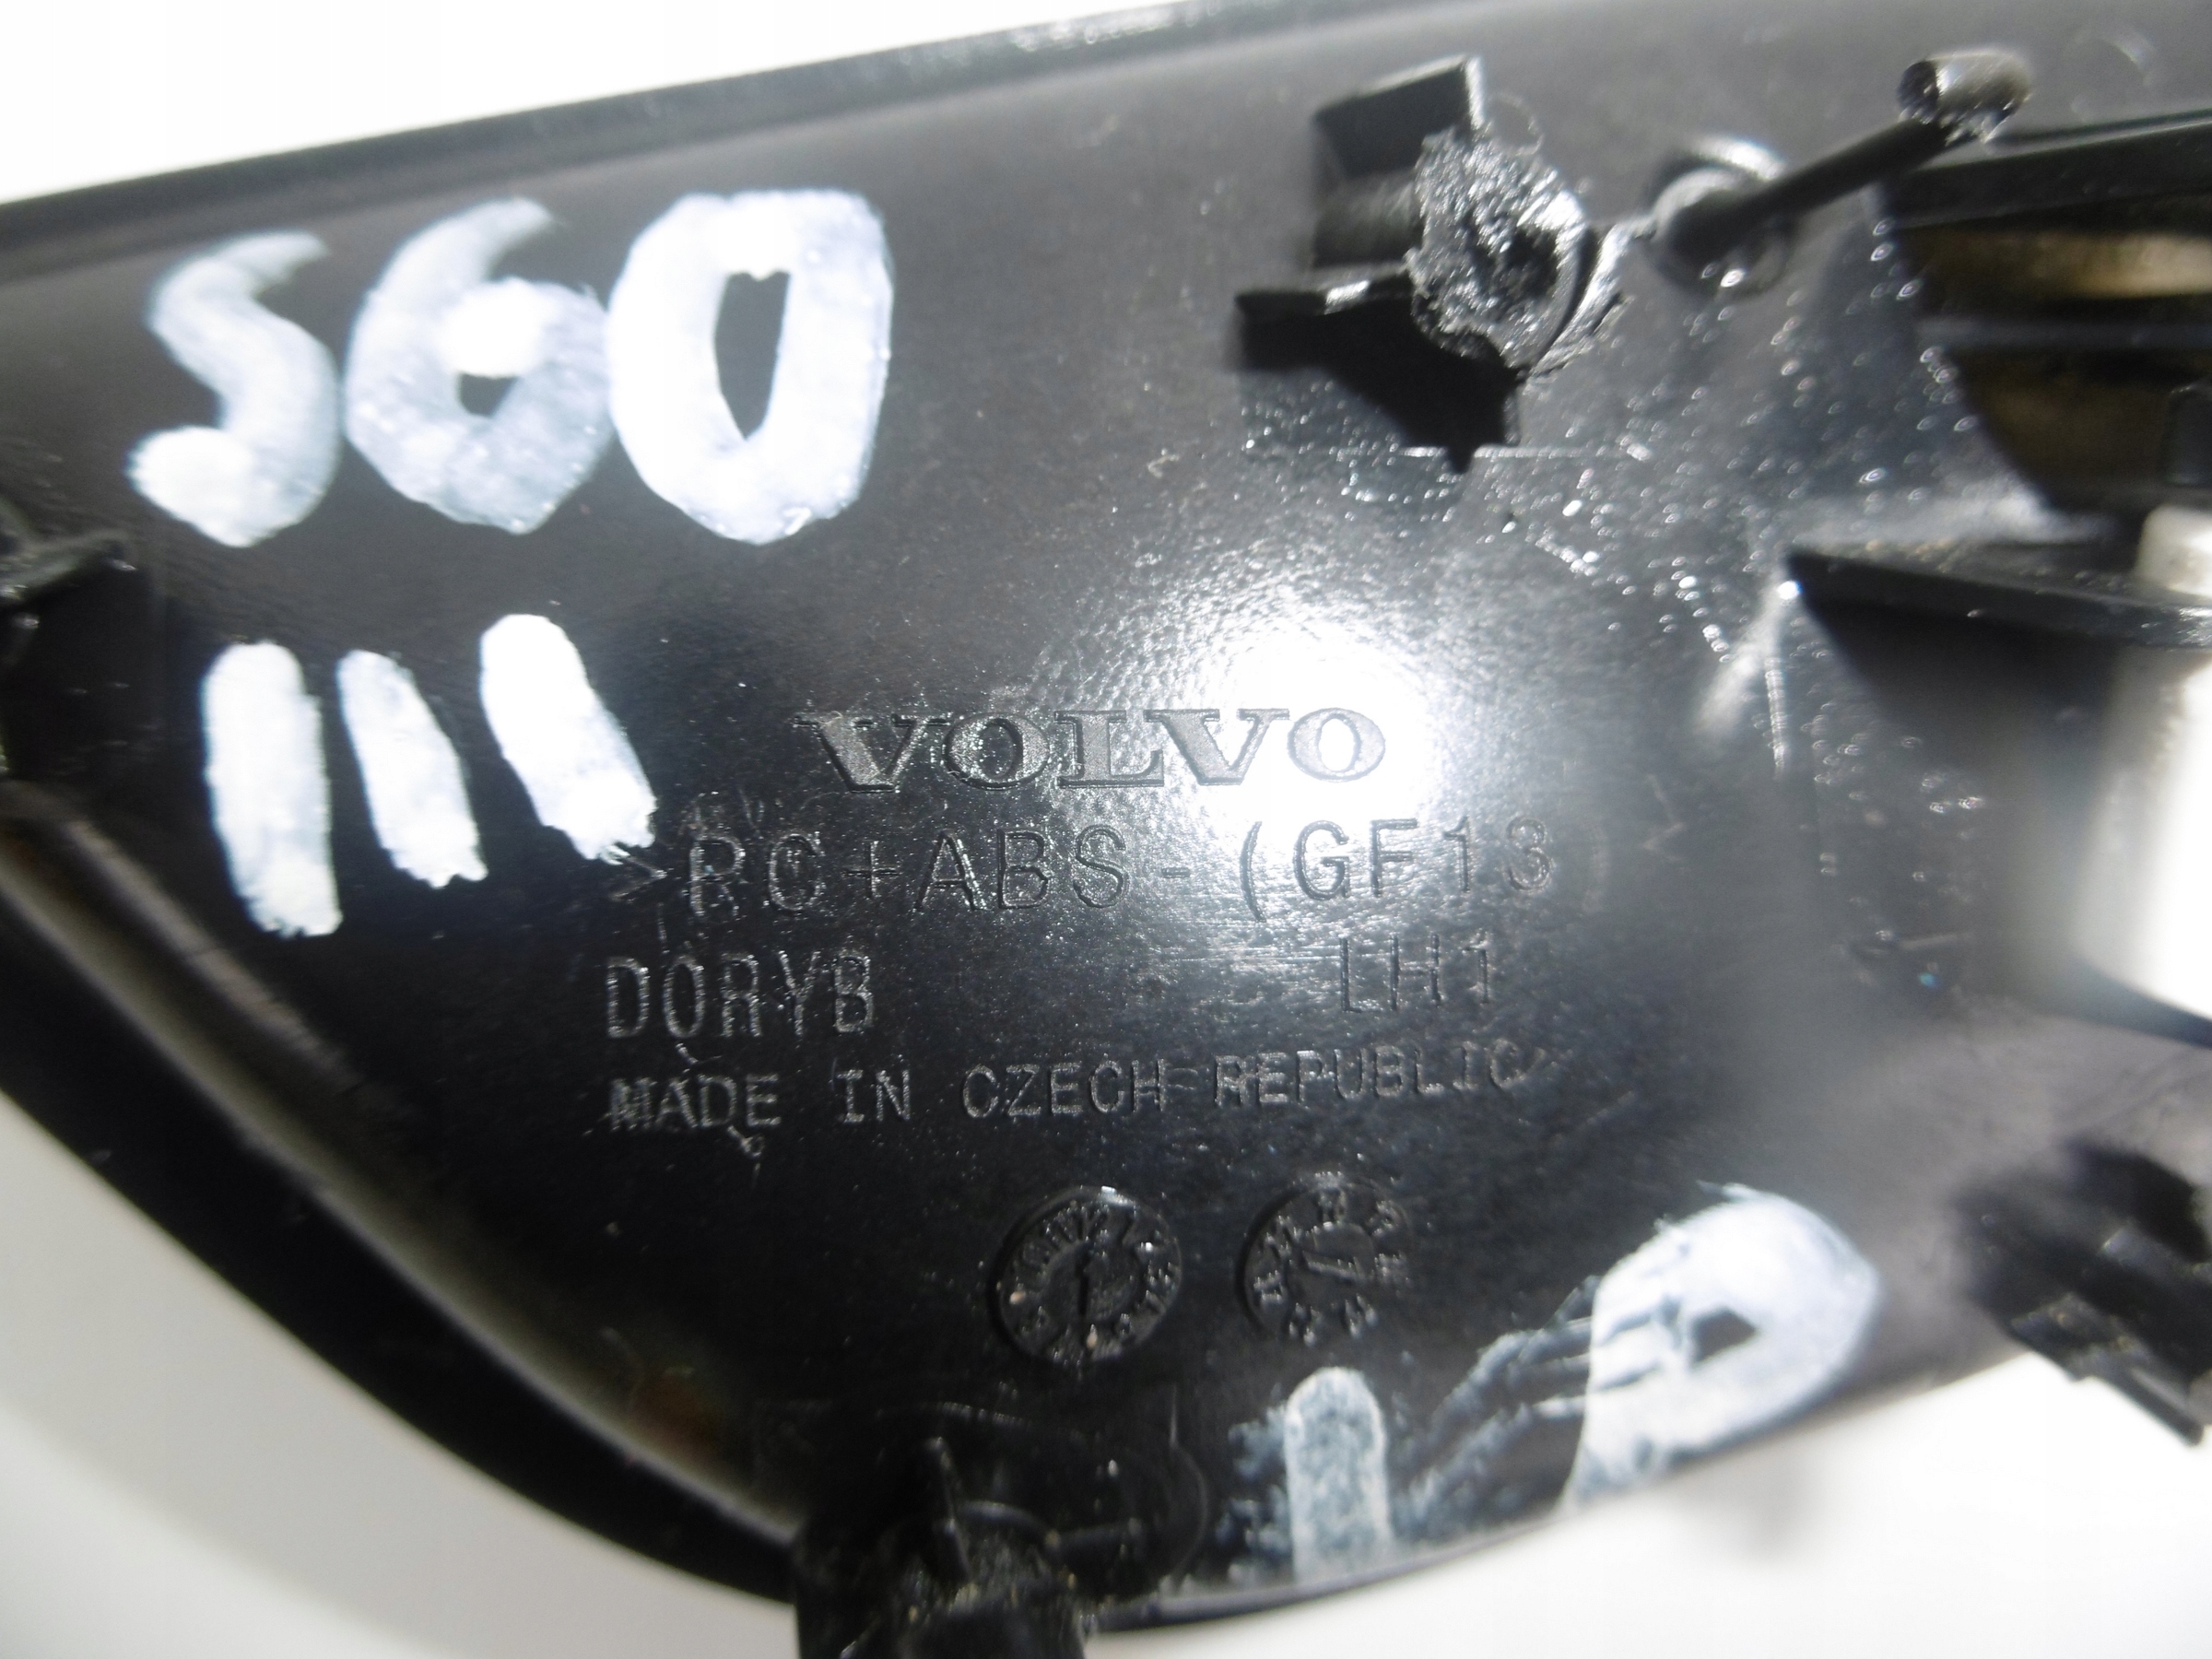 S60
III
VOLVO
>PC+ABS-(GF13
DORYB LH1
MADE IN CZECH REPUBLIC